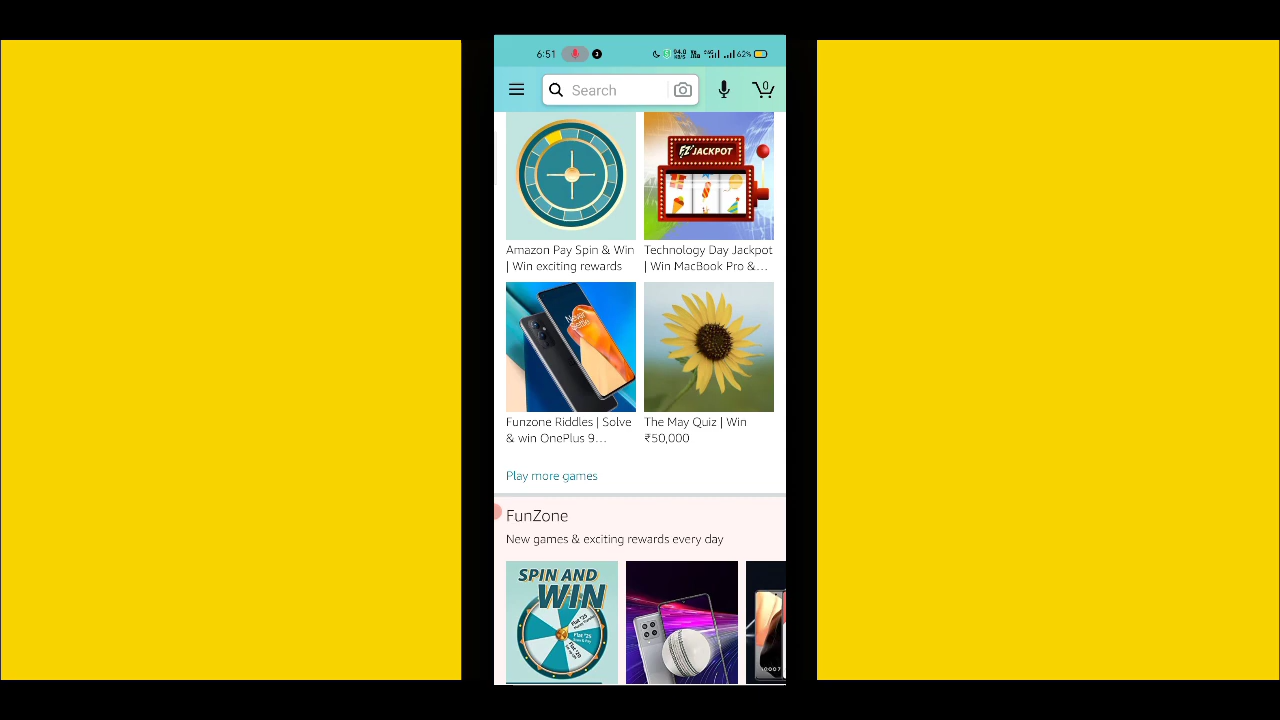 6:51
62%
Search
0
JACKPOT
Amazon Pay Spin & Win
| Win exciting rewards
Technology Day Jackpot
| Win MacBook Pro &...
Never
Settle
Funzone Riddles | Solve
& win OnePlus 9...
The May Quiz | Win
₹50,000
Play more games
FunZone
New games & exciting rewards every day
SPIN AND
WIN